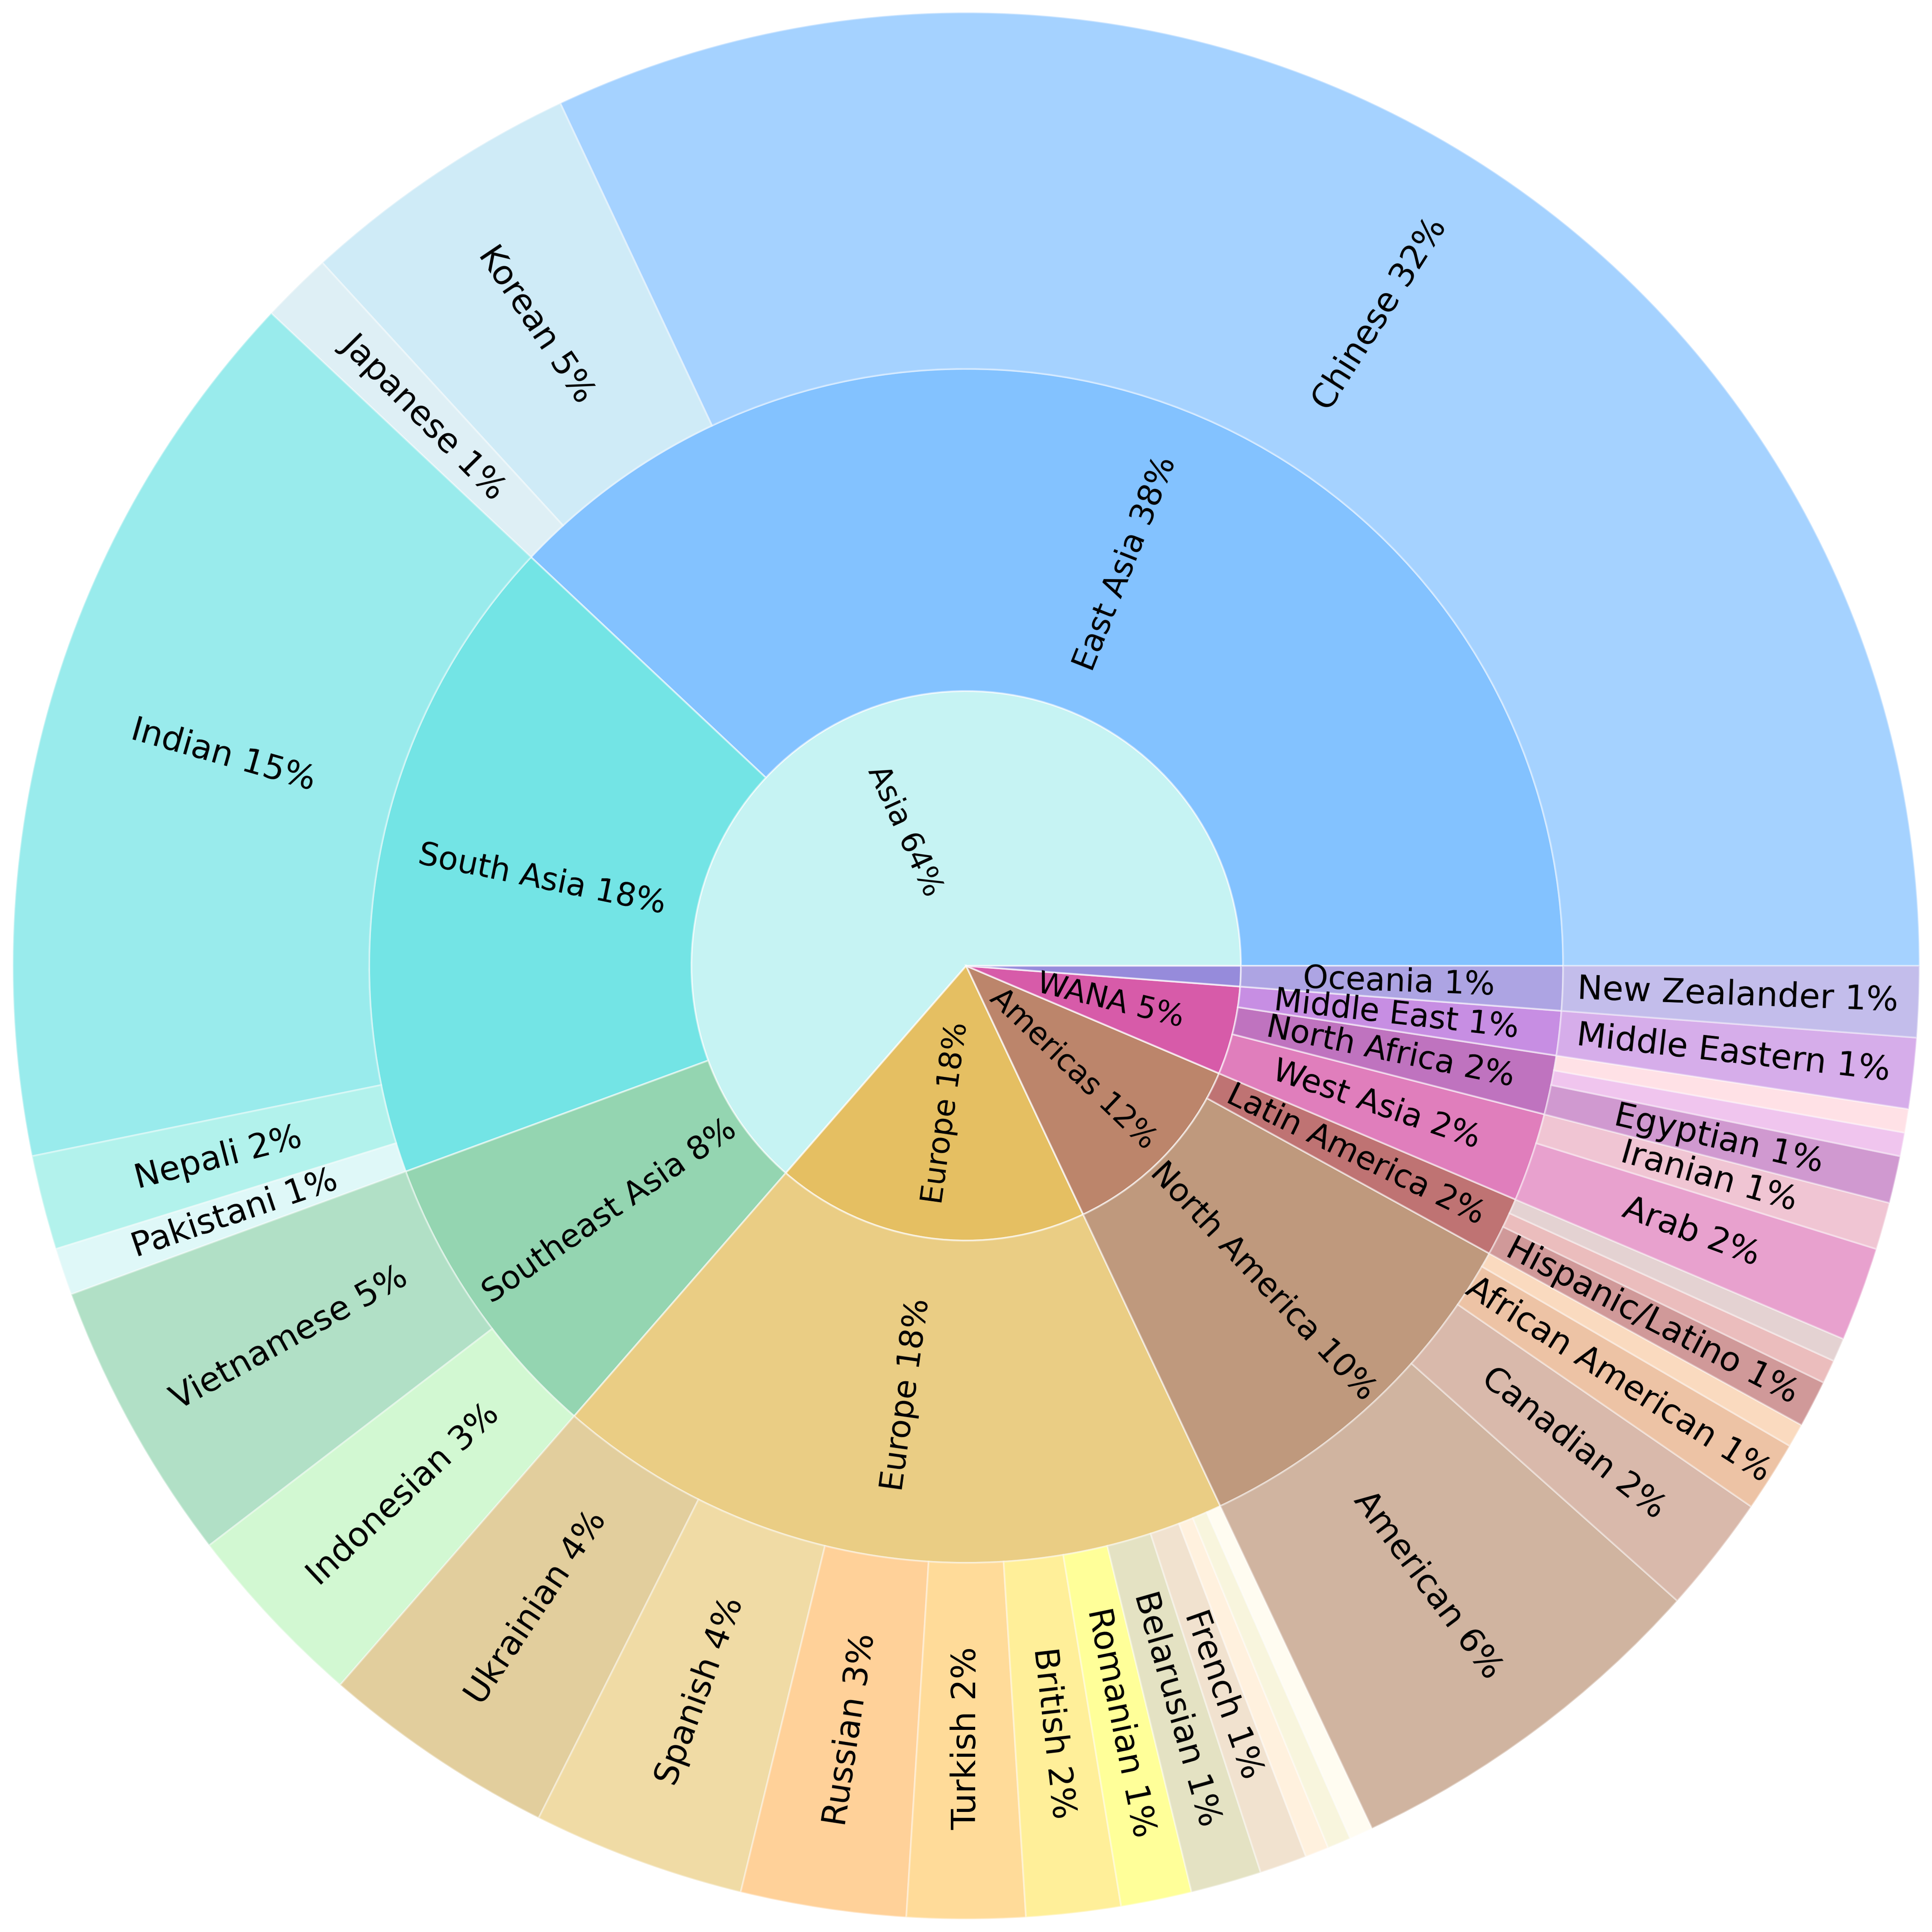 Asia 64%
Europe 18%
Americas 12%
WANA 5%
East Asia 38%
South Asia 18%
Southeast Asia 8%
Europe 18%
North America 10%
Latin America 2%
West Asia 2%
North Africa 2%
Middle East 1%
Oceania 1%
Chinese 32%
Korean 5%
Japanese 1%
Indian 15%
Nepali 2%
Pakistani 1%
Vietnamese 5%
Indonesian 3%
Ukrainian 4%
Spanish 4%
Russian 3%
Turkish 2%
British 2%
Romanian 1%
Belarusian 1%
French 1%
American 6%
Canadian 2%
African American 1%
Hispanic/Latino 1%
Arab 2%
Iranian 1%
Egyptian 1%
Middle Eastern 1%
New Zealander 1%